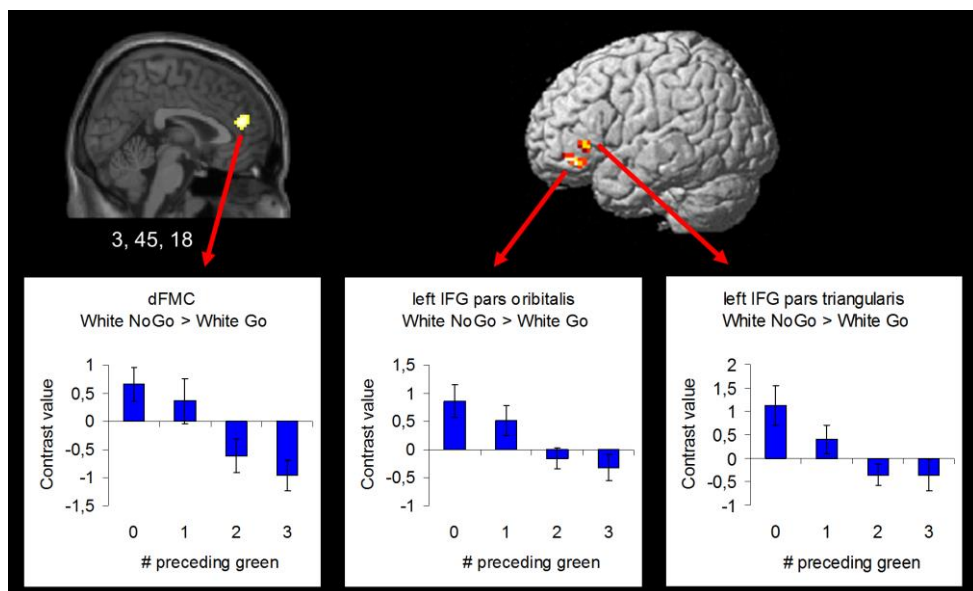 3, 45, 18
dFMC
White NoGo > White Go
Contrast value
1
0,5
0
-0,5
-1
-1,5
0 1 2 3
# preceding green
left IFG pars oribitalis
White NoGo > White Go
Contrast value
1,5
1
0,5
0
-0,5
-1
0 1 2 3
# preceding green
left IFG pars triangularis
White NoGo > White Go
Contrast value
2
1,5
1
0,5
0
-0,5
-1
0 1 2 3
# preceding green